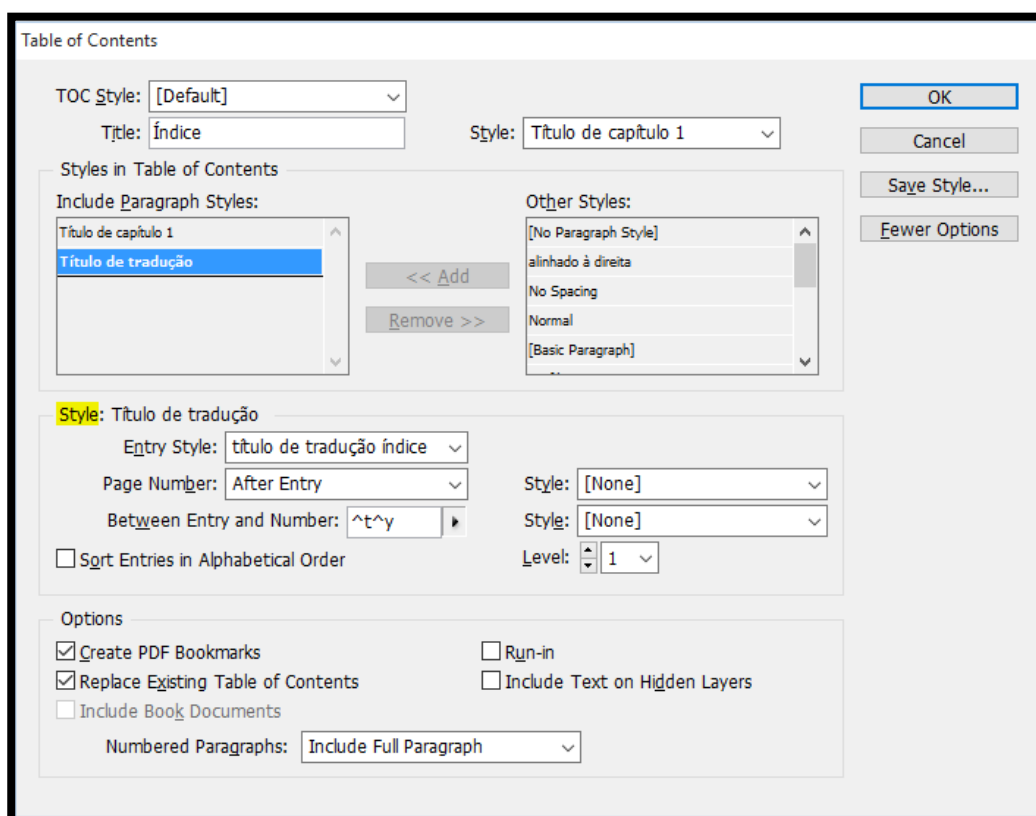 Table of Contents
TOC Style: [Default]
OK
Title: Índice
Style: Título de capítulo 1
Cancel
Styles in Table of Contents
Save Style...
Include Paragraph Styles:
Other Styles:
Fewer Options
Título de capítulo 1
[No Paragraph Style]
Título de tradução
alinhado à direita
<< Add
No Spacing
Remove >>
Normal
[Basic Paragraph]
Style: Título de tradução
Entry Style: título de tradução índice
Page Number: After Entry
Style: [None]
Between Entry and Number: ^t^y
Style: [None]
Sort Entries in Alphabetical Order
Level: 1
Options
Create PDF Bookmarks
Run-in
Replace Existing Table of Contents
Include Text on Hidden Layers
Include Book Documents
Numbered Paragraphs: Include Full Paragraph